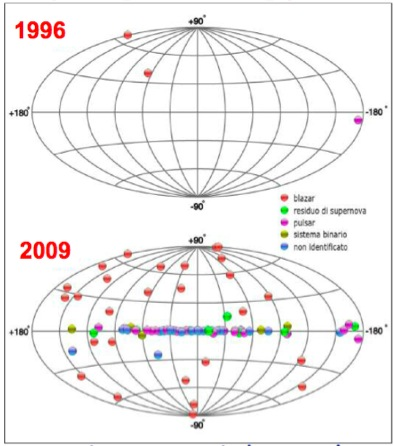 1996
+90°
+180°
-180°
-90°
blazar
residuo di supernova
pulsar
sistema binario
non identificato
2009
+90°
+180°
-180°
-90°